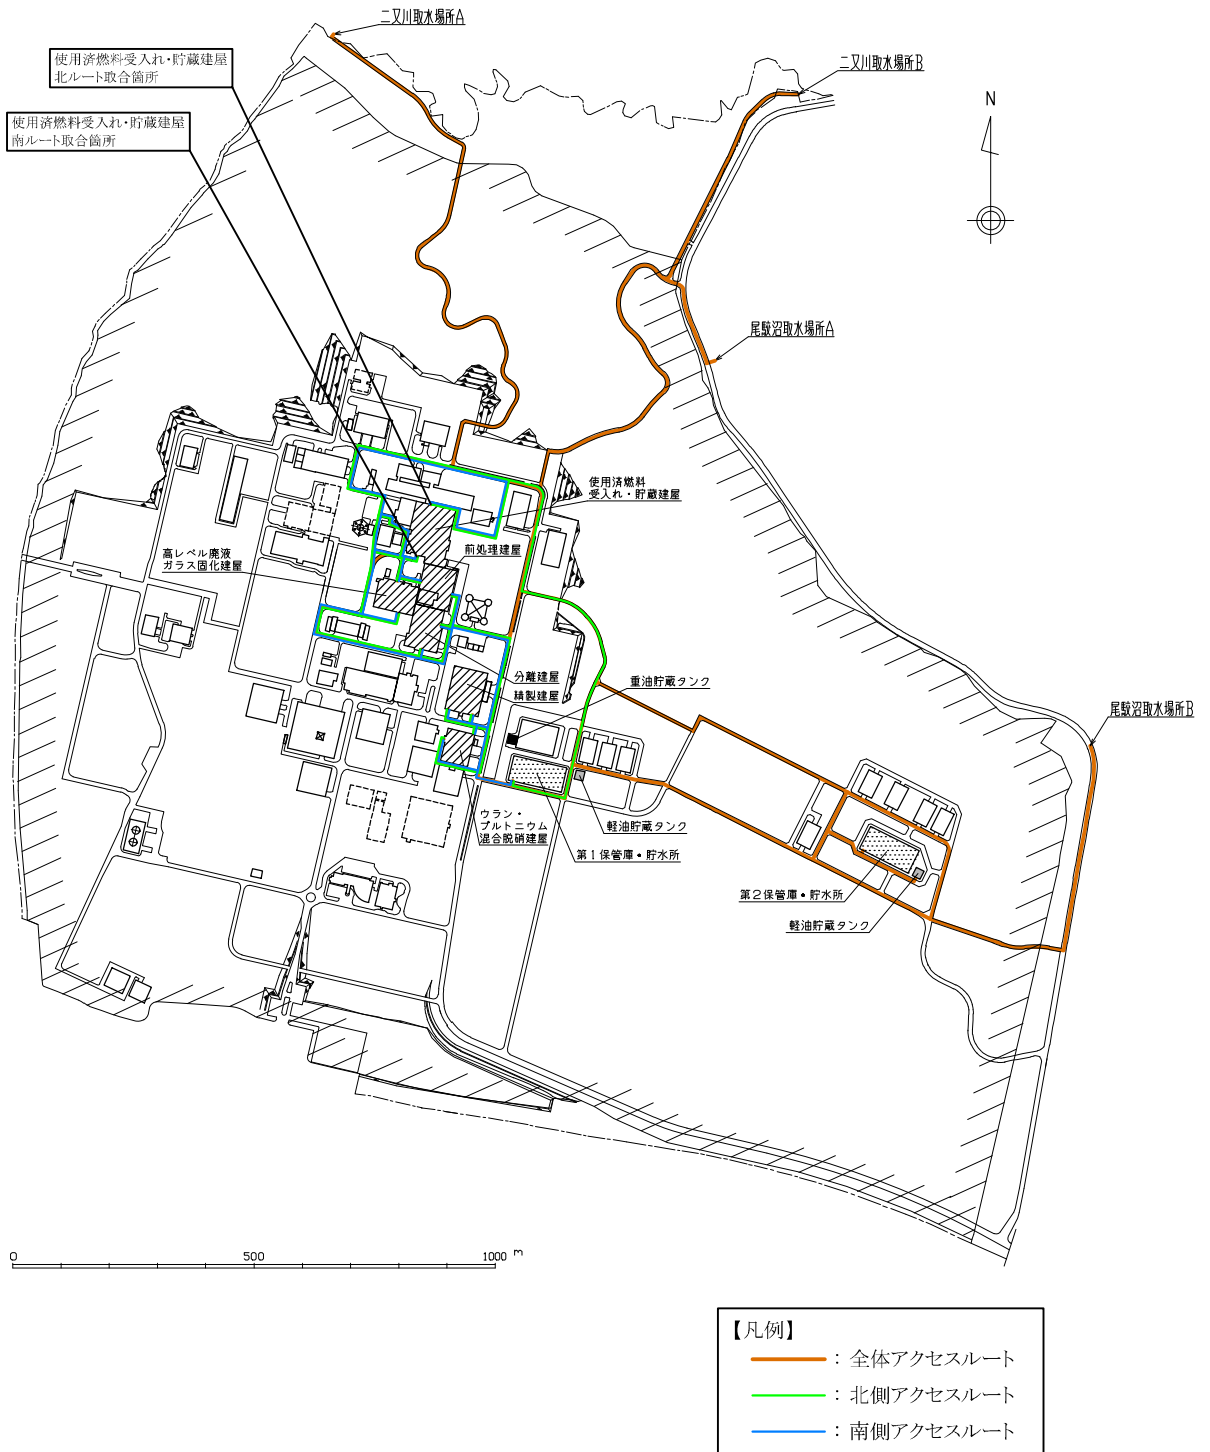 二又川取水場所A
使用済燃料受入れ・貯蔵建屋
北ルート取合箇所
二又川取水場所B
N
使用済燃料受入れ・貯蔵建屋
南ルート取合箇所
尾駮沼取水場所A
使用済燃料
受入れ・貯蔵建屋
前処理建屋
高レベル廃液
ガラス固化建屋
分離建屋
精製建屋
重油貯蔵タンク
尾駮沼取水場所B
ウラン・
プルトニウム
混合脱硝建屋
軽油貯蔵タンク
第1保管庫・貯水所
第2保管庫・貯水所
軽油貯蔵タンク
0 500 1000 m
【凡例】
：全体アクセスルート
：北側アクセスルート
：南側アクセスルート